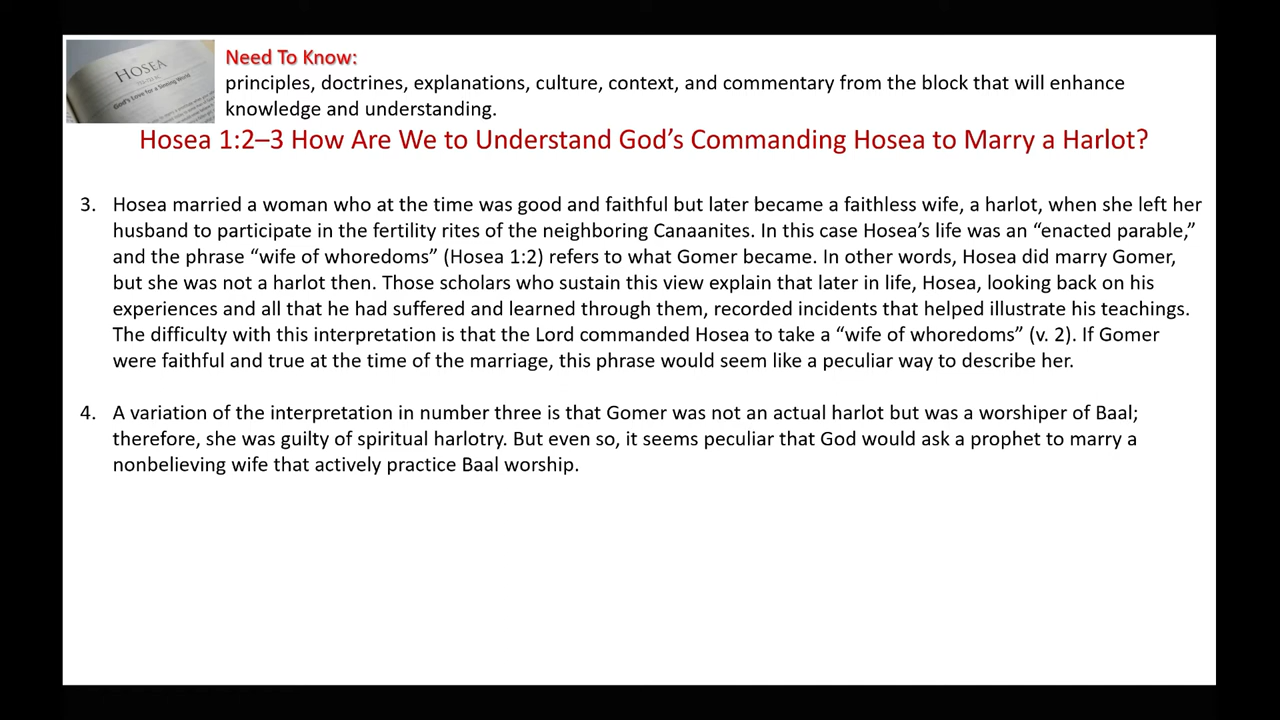 HOSEA
God's Love for a Sinning World
Need To Know:
principles, doctrines, explanations, culture, context, and commentary from the block that will enhance
knowledge and understanding.
Hosea 1:2–3 How Are We to Understand God’s Commanding Hosea to Marry a Harlot?
3. Hosea married a woman who at the time was good and faithful but later became a faithless wife, a harlot, when she left her
husband to participate in the fertility rites of the neighboring Canaanites. In this case Hosea’s life was an “enacted parable,”
and the phrase “wife of whoredoms” (Hosea 1:2) refers to what Gomer became. In other words, Hosea did marry Gomer,
but she was not a harlot then. Those scholars who sustain this view explain that later in life, Hosea, looking back on his
experiences and all that he had suffered and learned through them, recorded incidents that helped illustrate his teachings.
The difficulty with this interpretation is that the Lord commanded Hosea to take a “wife of whoredoms” (v. 2). If Gomer
were faithful and true at the time of the marriage, this phrase would seem like a peculiar way to describe her.
4. A variation of the interpretation in number three is that Gomer was not an actual harlot but was a worshiper of Baal;
therefore, she was guilty of spiritual harlotry. But even so, it seems peculiar that God would ask a prophet to marry a
nonbelieving wife that actively practice Baal worship.